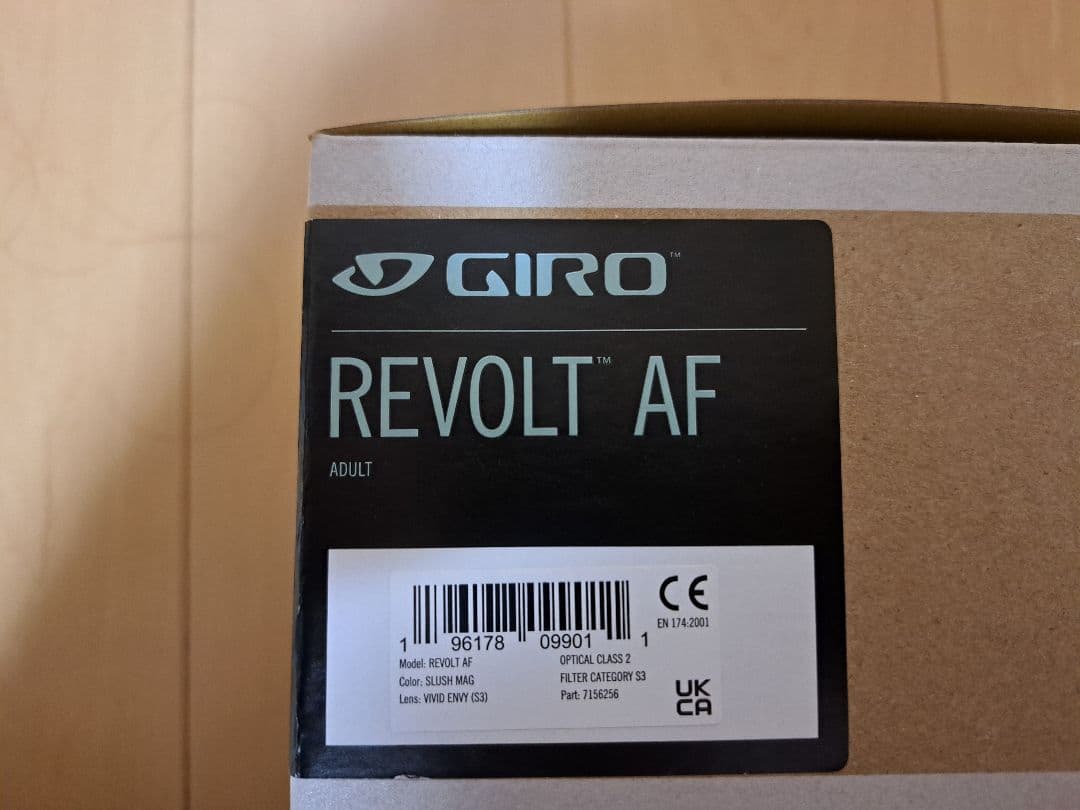 GIRO™
REVOLT™ AF
ADULT
CE
EN 174:2001
1 96178 09901 1
Model: REVOLT AF
Color: SLUSH MAG
Lens: VIVID ENVY (S3)
OPTICAL CLASS 2
FILTER CATEGORY S3
Part: 7156256
UK
CA